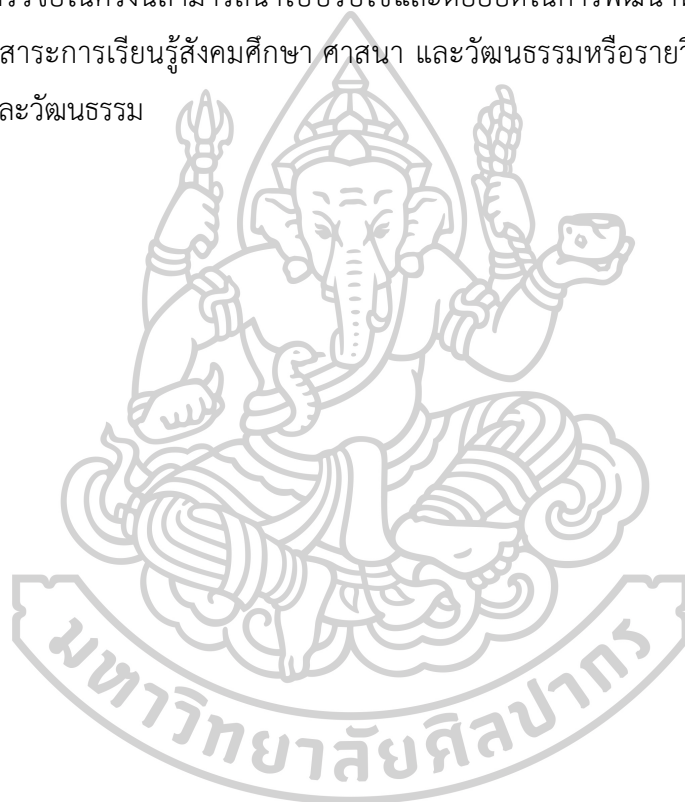 สาระการเรียนรู้สังคมศึกษา ศาสนา และวัฒนธรรมหรือรายวิ
ละวัฒนธรรม
มหาวิทยาลัยศิลปากร